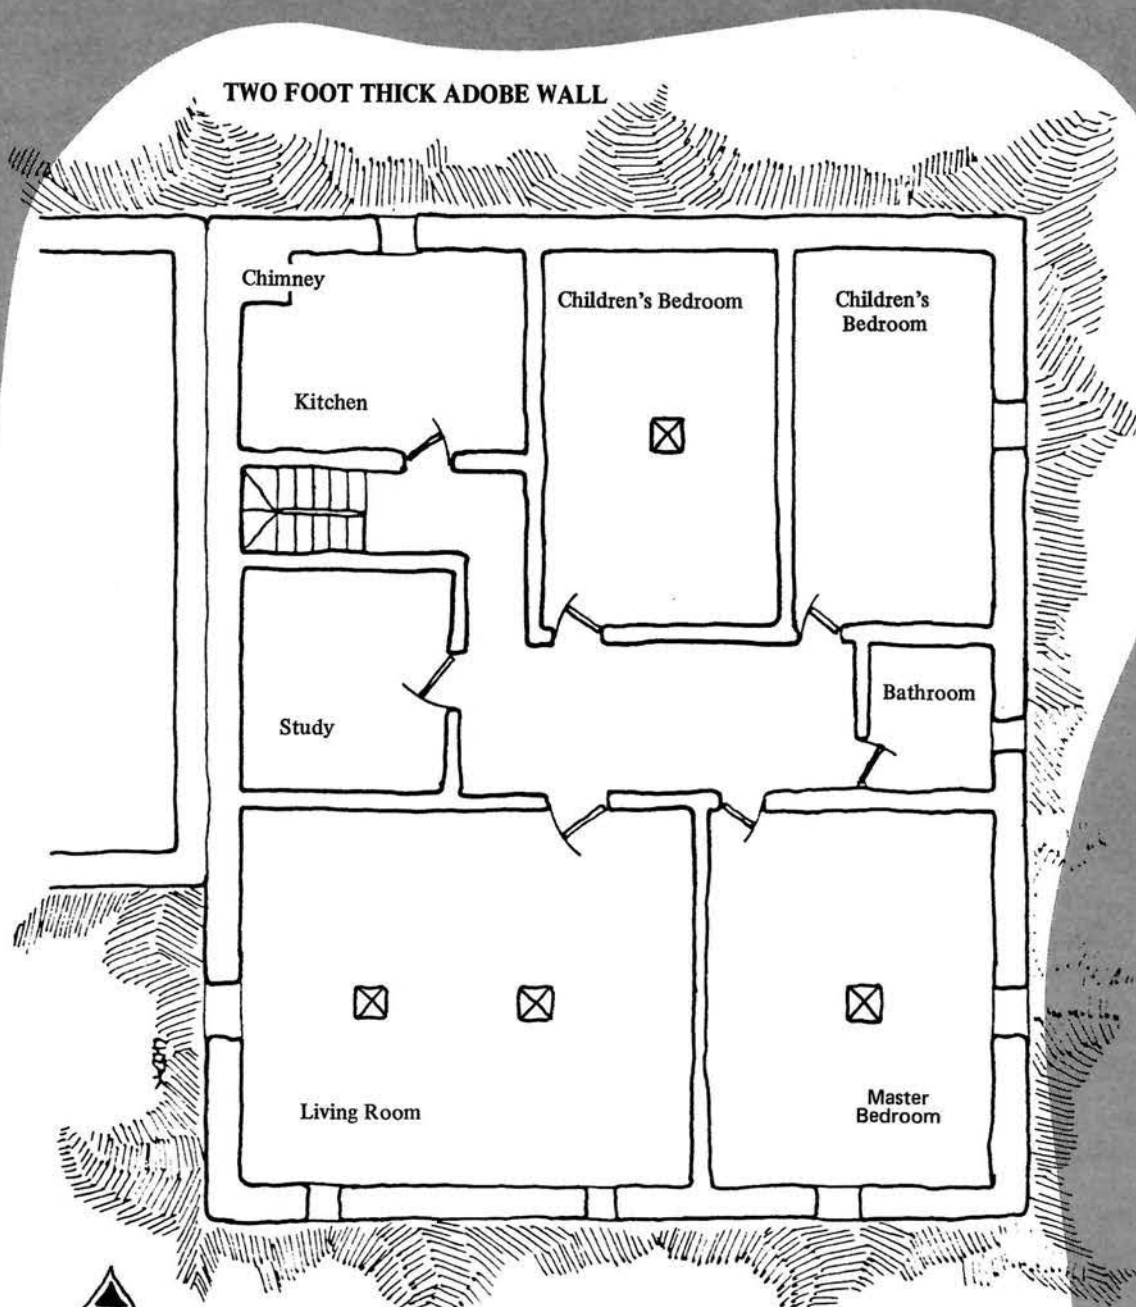 TWO FOOT THICK ADOBE WALL
Chimney
Children's Bedroom
Children's
Bedroom
Kitchen
Bathroom
Study
Living Room
Master
Bedroom